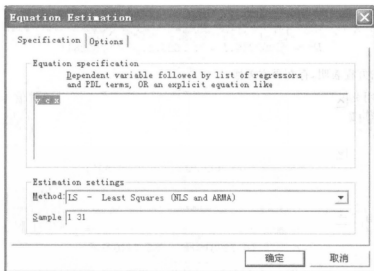 Equation Estimation
Specification Options
Equation specification
Dependent variable followed by list of regressors
and PDL terms, OR an explicit equation like
y c x
Estimation settings
Method: LS - Least Squares (NLS and ARMA)
Sample 1 31
确定 取消